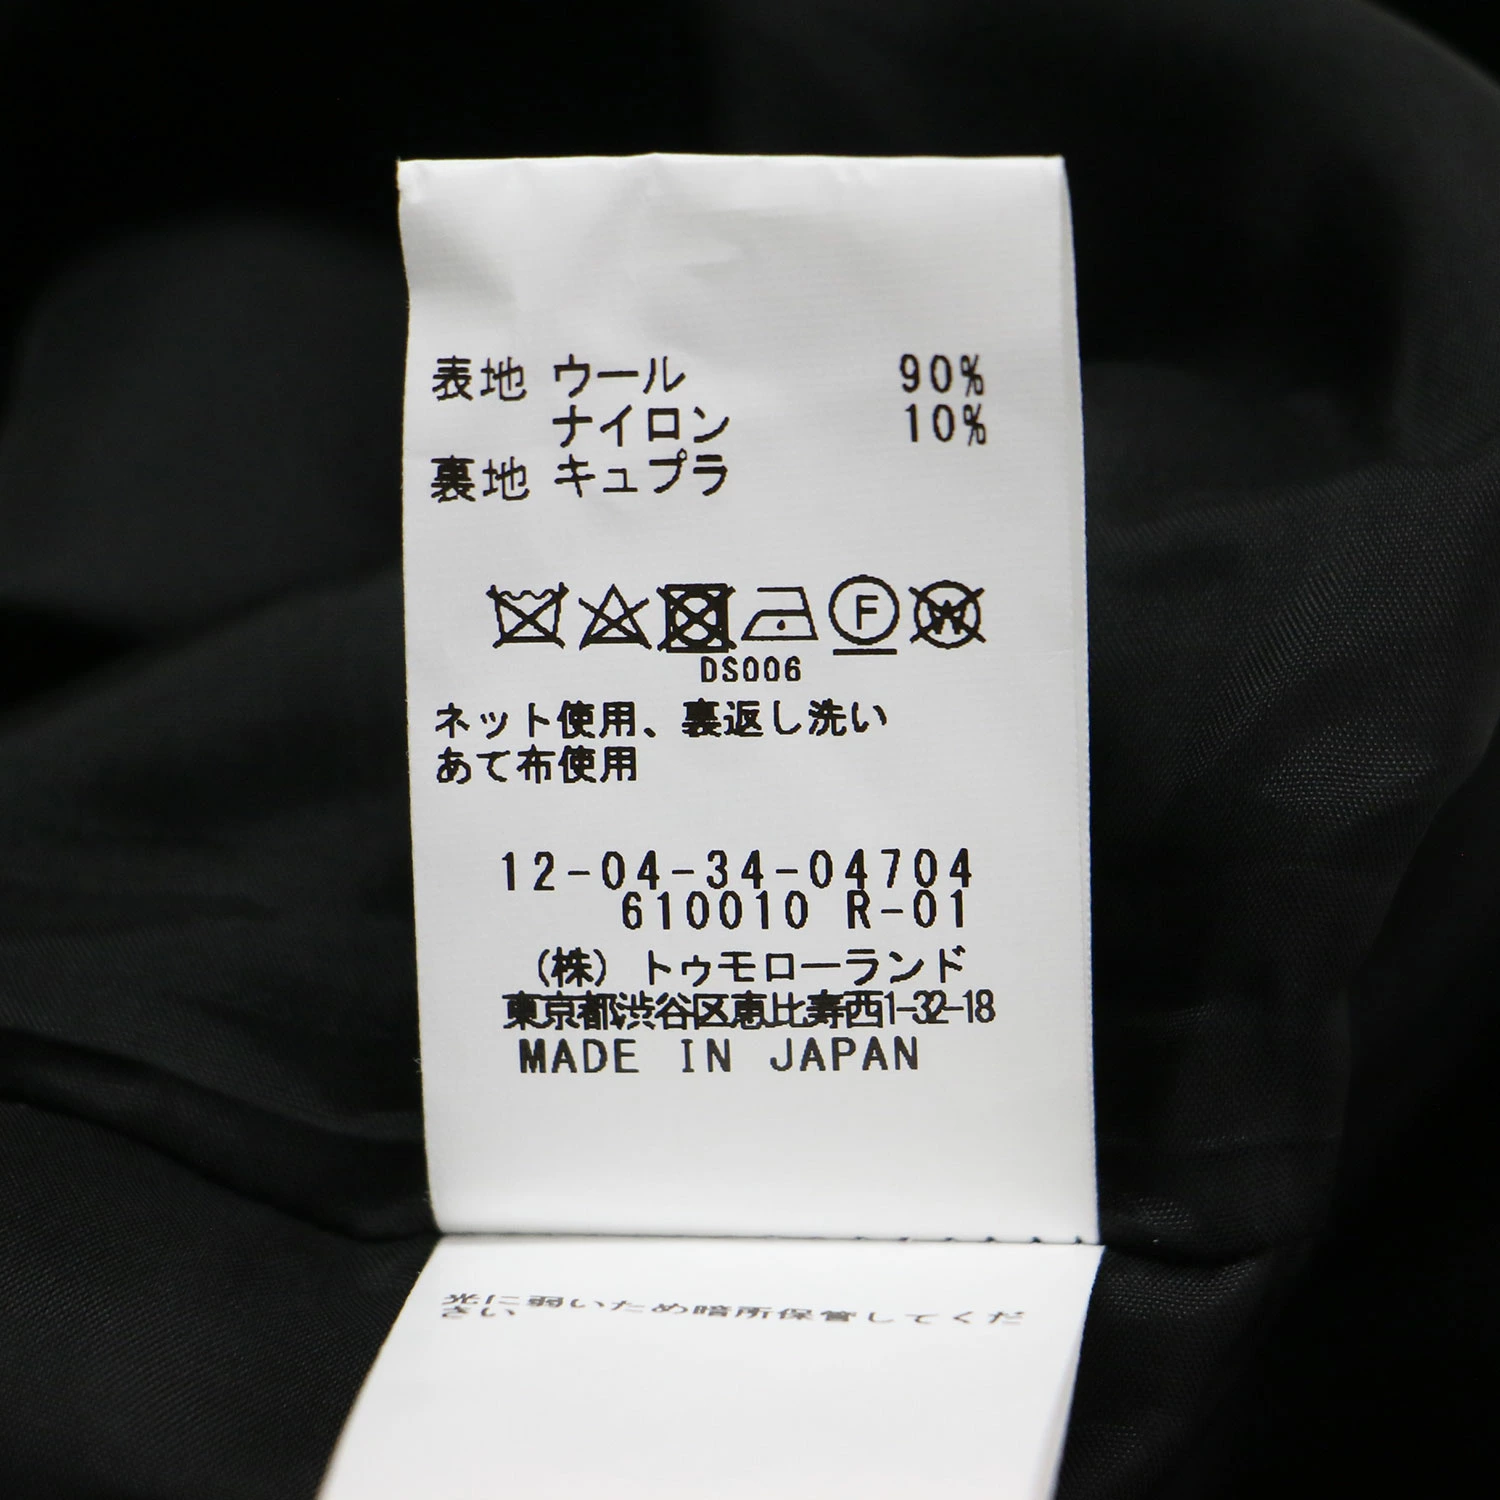 表地 ウール 90%
ナイロン 10%
裏地 キュプラ
F W
DS006
ネット使用、裏返し洗い
あて布使用
12-04-34-04704
610010 R-01
(株) トゥモローランド
東京都渋谷区恵比寿西1-32-18
MADE IN JAPAN
光に弱いため暗所保管してくだ
さい